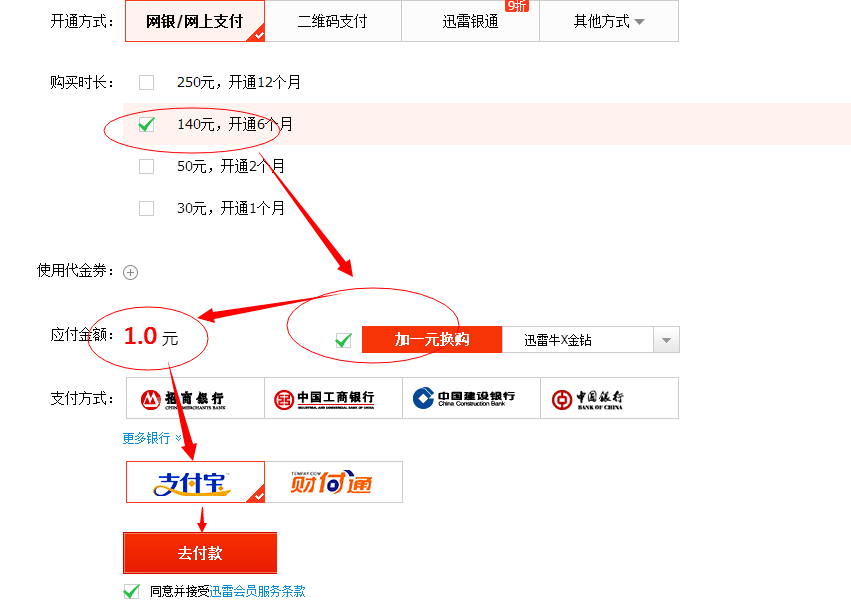 开通方式： 网银/网上支付 二维码支付 迅雷银通 9折 其他方式
购买时长： 250元，开通12个月
140元，开通6个月
50元，开通2个月
30元，开通1个月
使用代金券：
应付金额： 1.0 元 加一元换购 迅雷牛X金钻
支付方式： 招商银行 CHINA MERCHANTS BANK 中国工商银行 INDUSTRIAL AND COMMERCIAL BANK OF CHINA 中国建设银行 China Construction Bank 中国银行 BANK OF CHINA
更多银行
支付宝 TENPAY.COM 财付通
去付款
同意并接受迅雷会员服务条款